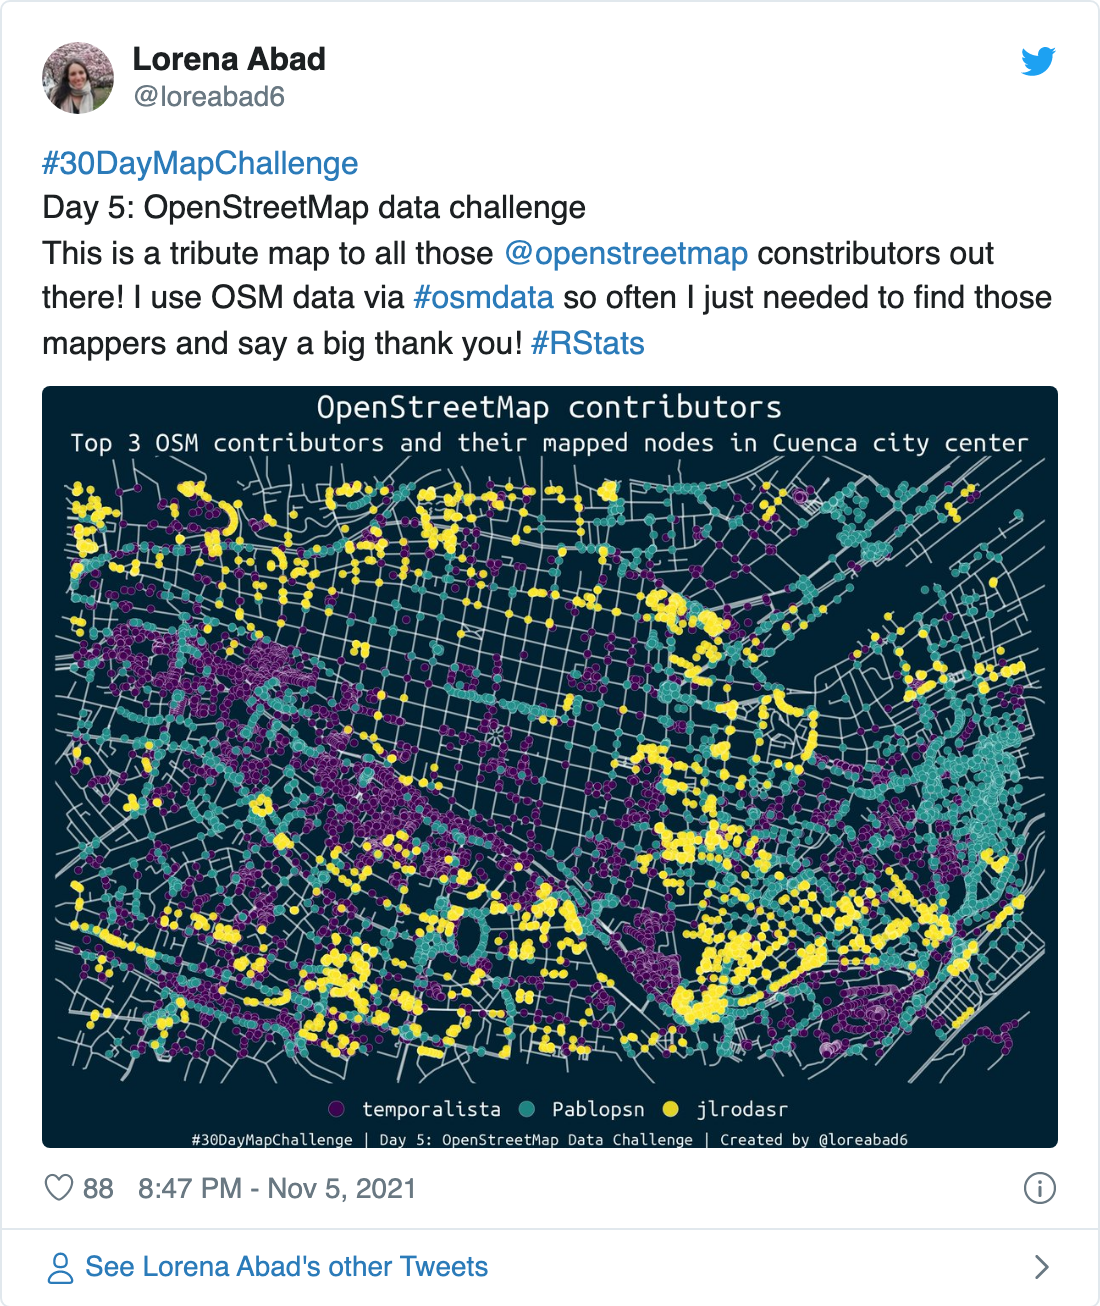 Lorena Abad
@loreabad6
#30DayMapChallenge
Day 5: OpenStreetMap data challenge
This is a tribute map to all those @openstreetmap constributors out
there! I use OSM data via #osmdata so often I just needed to find those
mappers and say a big thank you! #RStats
OpenStreetMap contributors
Top 3 OSM contributors and their mapped nodes in Cuenca city center
temporalista Pablopsn jlrodasr
#30DayMapChallenge | Day 5: OpenStreetMap Data Challenge | Created by @loreabad6
88 8:47 PM - Nov 5, 2021
See Lorena Abad's other Tweets